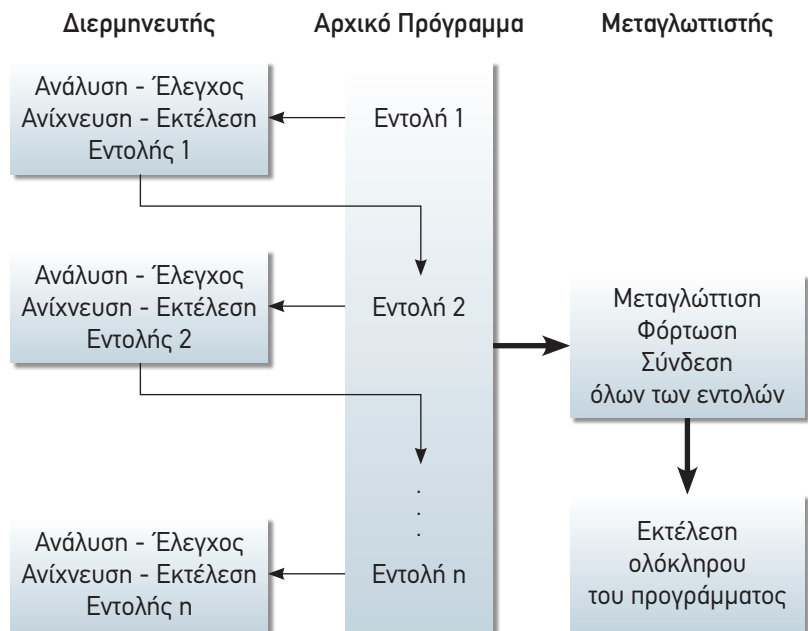 Διερμηνευτής
Αρχικό Πρόγραμμα
Μεταγλωττιστής
Ανάλυση - Έλεγχος
Ανίχνευση - Εκτέλεση
Εντολής 1
Εντολή 1
Ανάλυση - Έλεγχος
Ανίχνευση - Εκτέλεση
Εντολής 2
Εντολή 2
Μεταγλώττιση
Φόρτωση
Σύνδεση
όλων των εντολών
.
.
.
Ανάλυση - Έλεγχος
Ανίχνευση - Εκτέλεση
Εντολής n
Εντολή n
Εκτέλεση
ολόκληρου
του προγράμματος